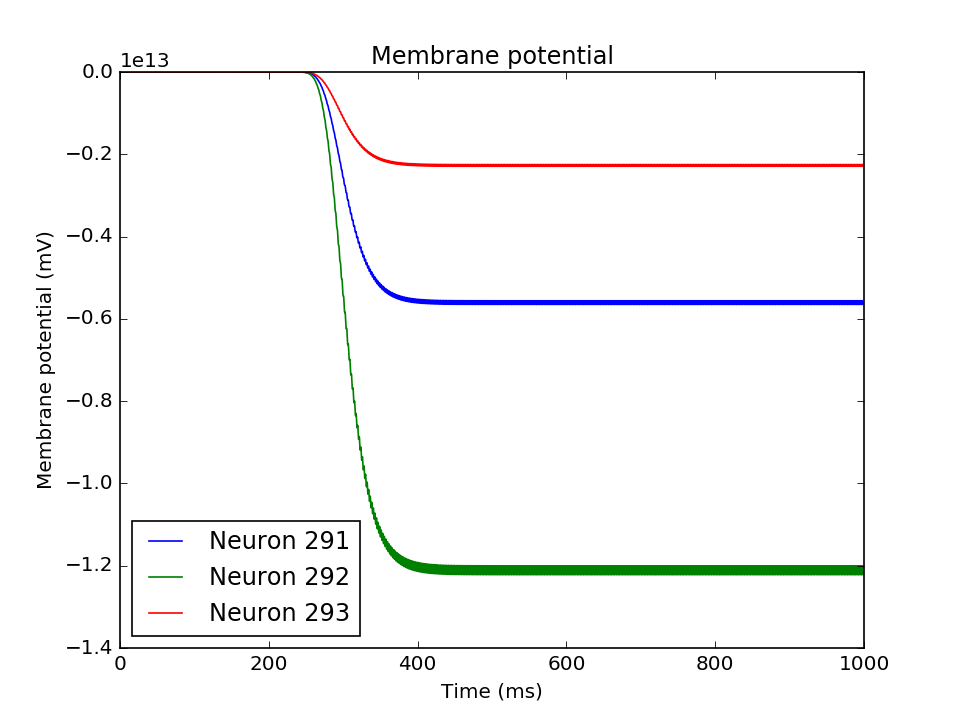 Membrane potential
1e13
0.0
−0.2
−0.4
−0.6
−0.8
−1.0
−1.2
−1.4
Membrane potential (mV)
Neuron 291
Neuron 292
Neuron 293
0 200 400 600 800 1000
Time (ms)